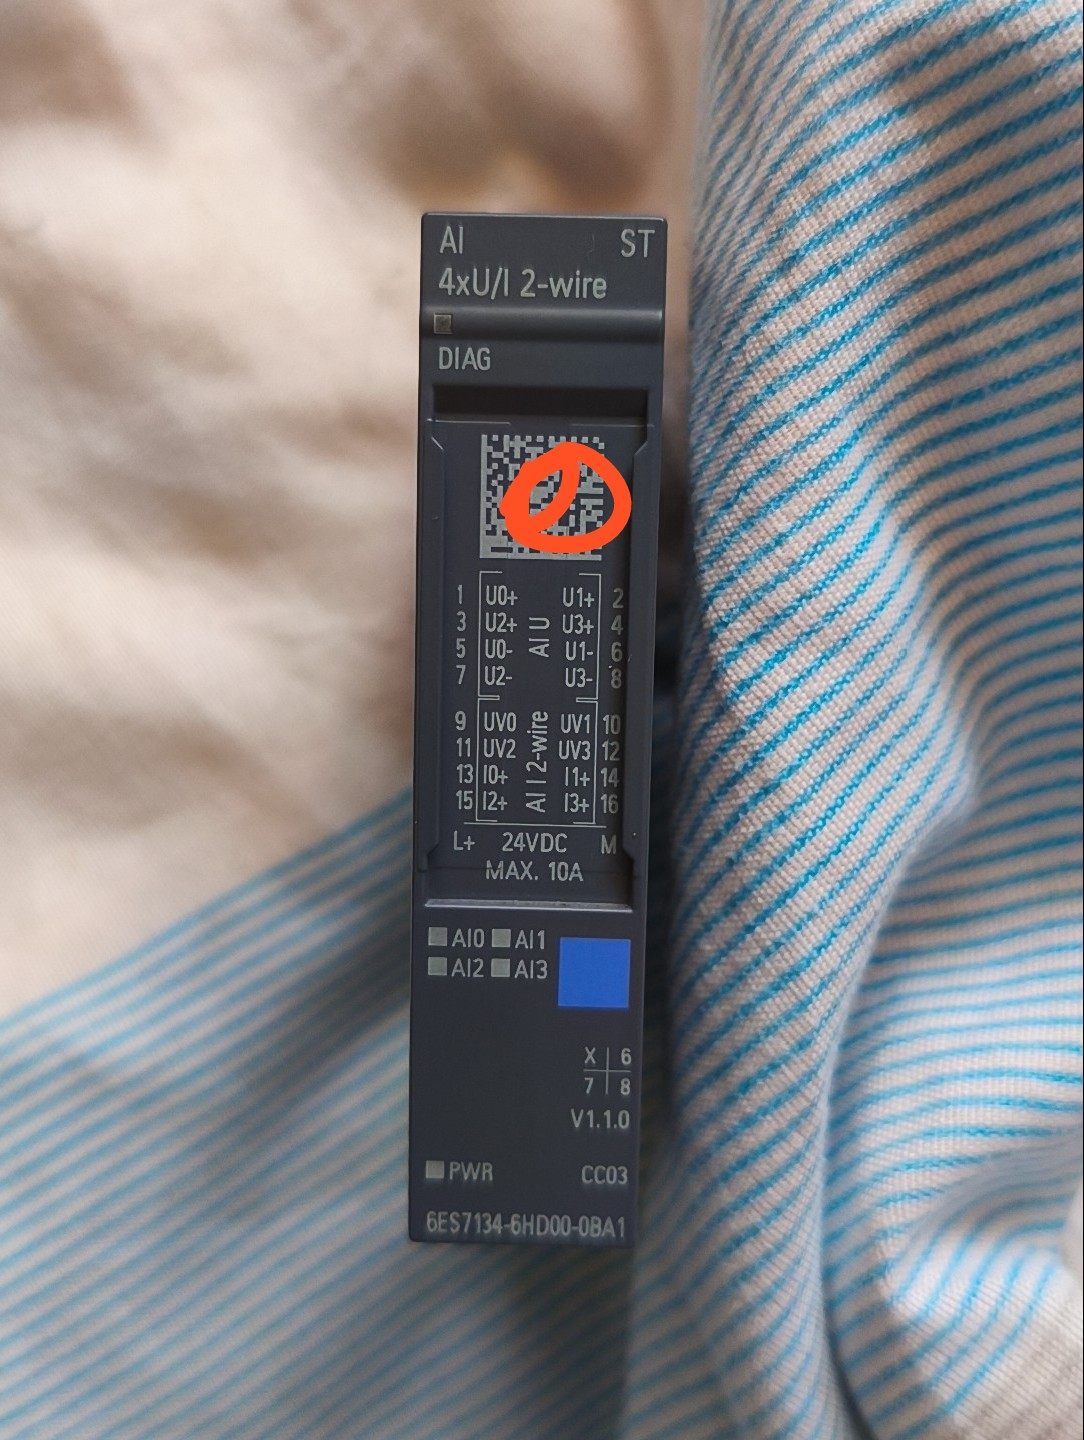 AI ST
4xU/I 2-wire
DIAG
1 U0+ U1+ 2
3 U2+ U3+ 4
5 U0- U1- 6
7 U2- U3- 8
AI U
9 UV0 UV1 10
11 UV2 UV3 12
13 I0+ I1+ 14
15 I2+ I3+ 16
AI I 2-wire
L+ 24VDC M
MAX. 10A
AI0 AI1
AI2 AI3
X 6
7 8
V1.1.0
PWR CC03
6ES7134-6HD00-0BA1